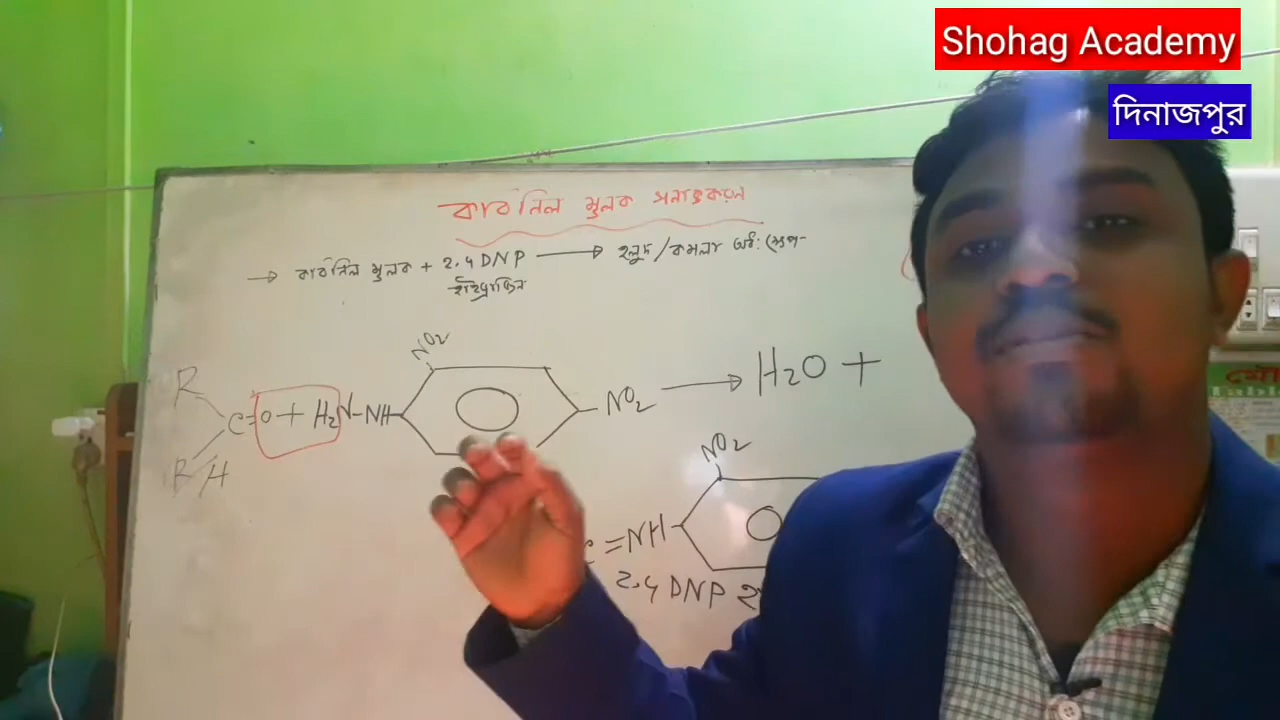 Shohag Academy
দিনাজপুর
কার্বনিল মূলক সনাক্তকরণ
→ কার্বনিল মূলক + 2.4 DNP → হলুদ/কমলা অধ:ক্ষেপ
হাইড্রাজিন
NO2
R
C=O + H2N-NH
NO2 → H2O +
R/H
NO2
C=NH
2.4 DNP